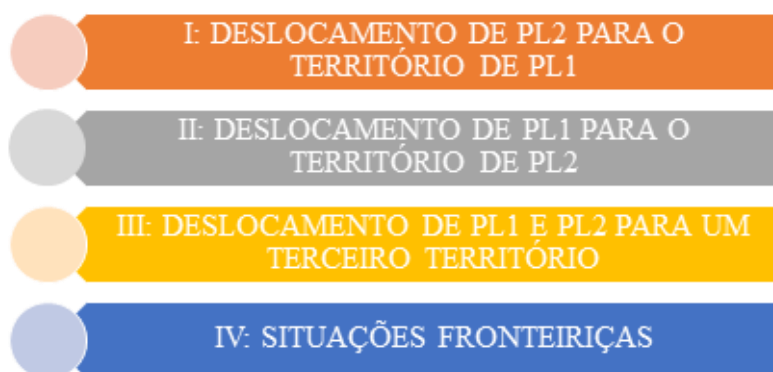 I: DESLOCAMENTO DE PL2 PARA O
TERRITÓRIO DE PL1
II: DESLOCAMENTO DE PL1 PARA O
TERRITÓRIO DE PL2
III: DESLOCAMENTO DE PL1 E PL2 PARA UM
TERCEIRO TERRITÓRIO
IV: SITUAÇÕES FRONTEIRIÇAS